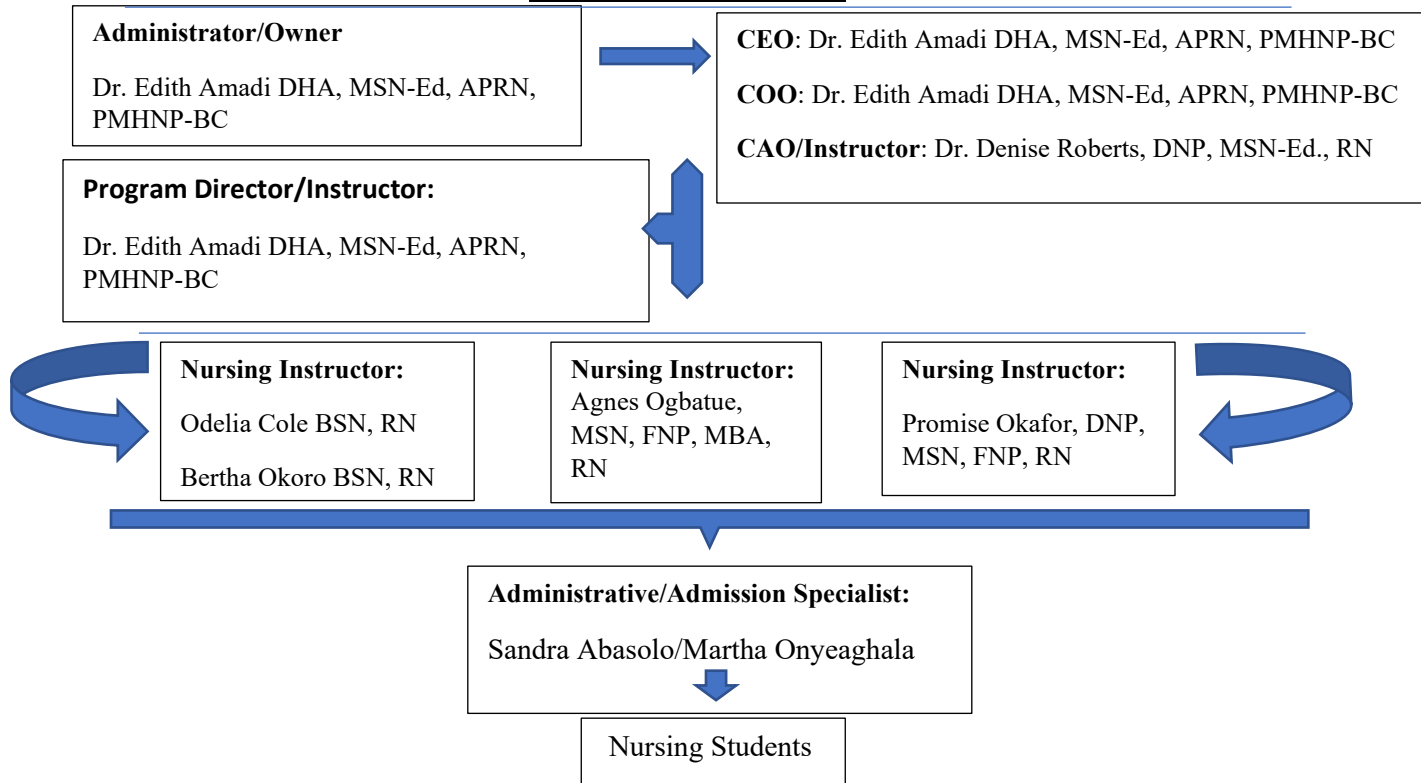 Administrator/Owner
Dr. Edith Amadi DHA, MSN-Ed, APRN,
PMHNP-BC
CEO: Dr. Edith Amadi DHA, MSN-Ed, APRN, PMHNP-BC
COO: Dr. Edith Amadi DHA, MSN-Ed, APRN, PMHNP-BC
CAO/Instructor: Dr. Denise Roberts, DNP, MSN-Ed., RN
Program Director/Instructor:
Dr. Edith Amadi DHA, MSN-Ed, APRN,
PMHNP-BC
Nursing Instructor:
Odelia Cole BSN, RN
Bertha Okoro BSN, RN
Nursing Instructor:
Agnes Ogbatue,
MSN, FNP, MBA,
RN
Nursing Instructor:
Promise Okafor, DNP,
MSN, FNP, RN
Administrative/Admission Specialist:
Sandra Abasolo/Martha Onyeaghala
Nursing Students